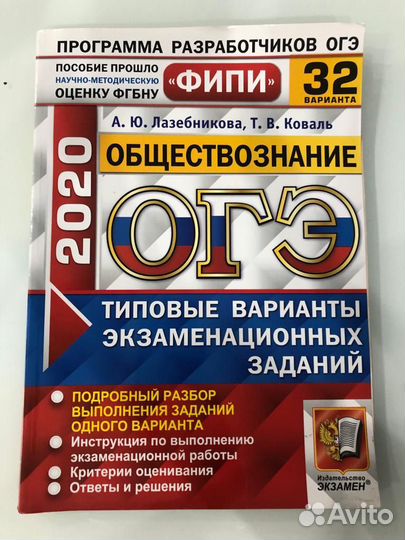 ПРОГРАММА РАЗРАБОТЧИКОВ ОГЭ
ПОСОБИЕ ПРОШЛО
НАУЧНО-МЕТОДИЧЕСКУЮ
ОЦЕНКУ ФГБНУ
«ФИПИ»
32
ВАРИАНТА
А. Ю. Лазебникова, Т. В. Коваль
ОБЩЕСТВОЗНАНИЕ
2020
ОГЭ
ТИПОВЫЕ ВАРИАНТЫ
ЭКЗАМЕНАЦИОННЫХ
ЗАДАНИЙ
• ПОДРОБНЫЙ РАЗБОР
ВЫПОЛНЕНИЯ ЗАДАНИЙ
ОДНОГО ВАРИАНТА
• Инструкция по выполнению
экзаменационной работы
• Критерии оценивания
• Ответы и решения
Издательство
ЭКЗАМЕН®
Avito